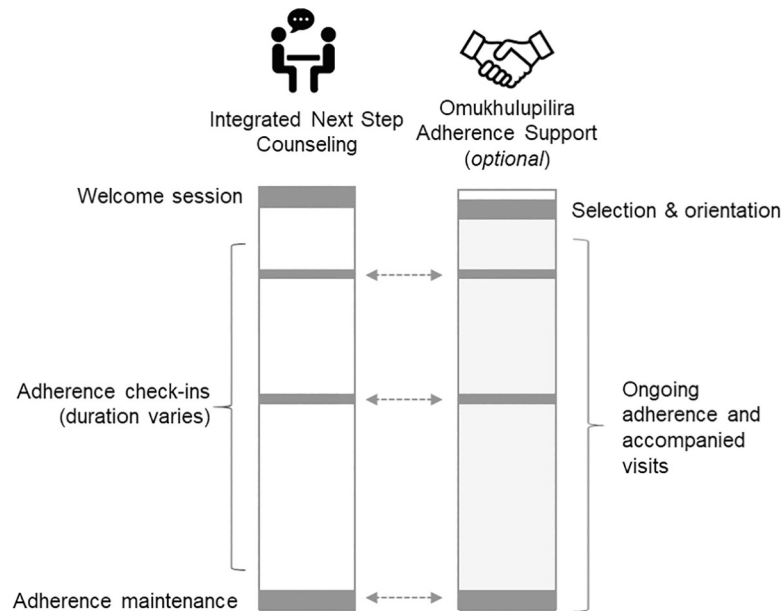 Integrated Next Step
Counseling
Omukhulupilira
Adherence Support
(optional)
Welcome session
Selection & orientation
Adherence check-ins
(duration varies)
Ongoing
adherence and
accompanied
visits
Adherence maintenance